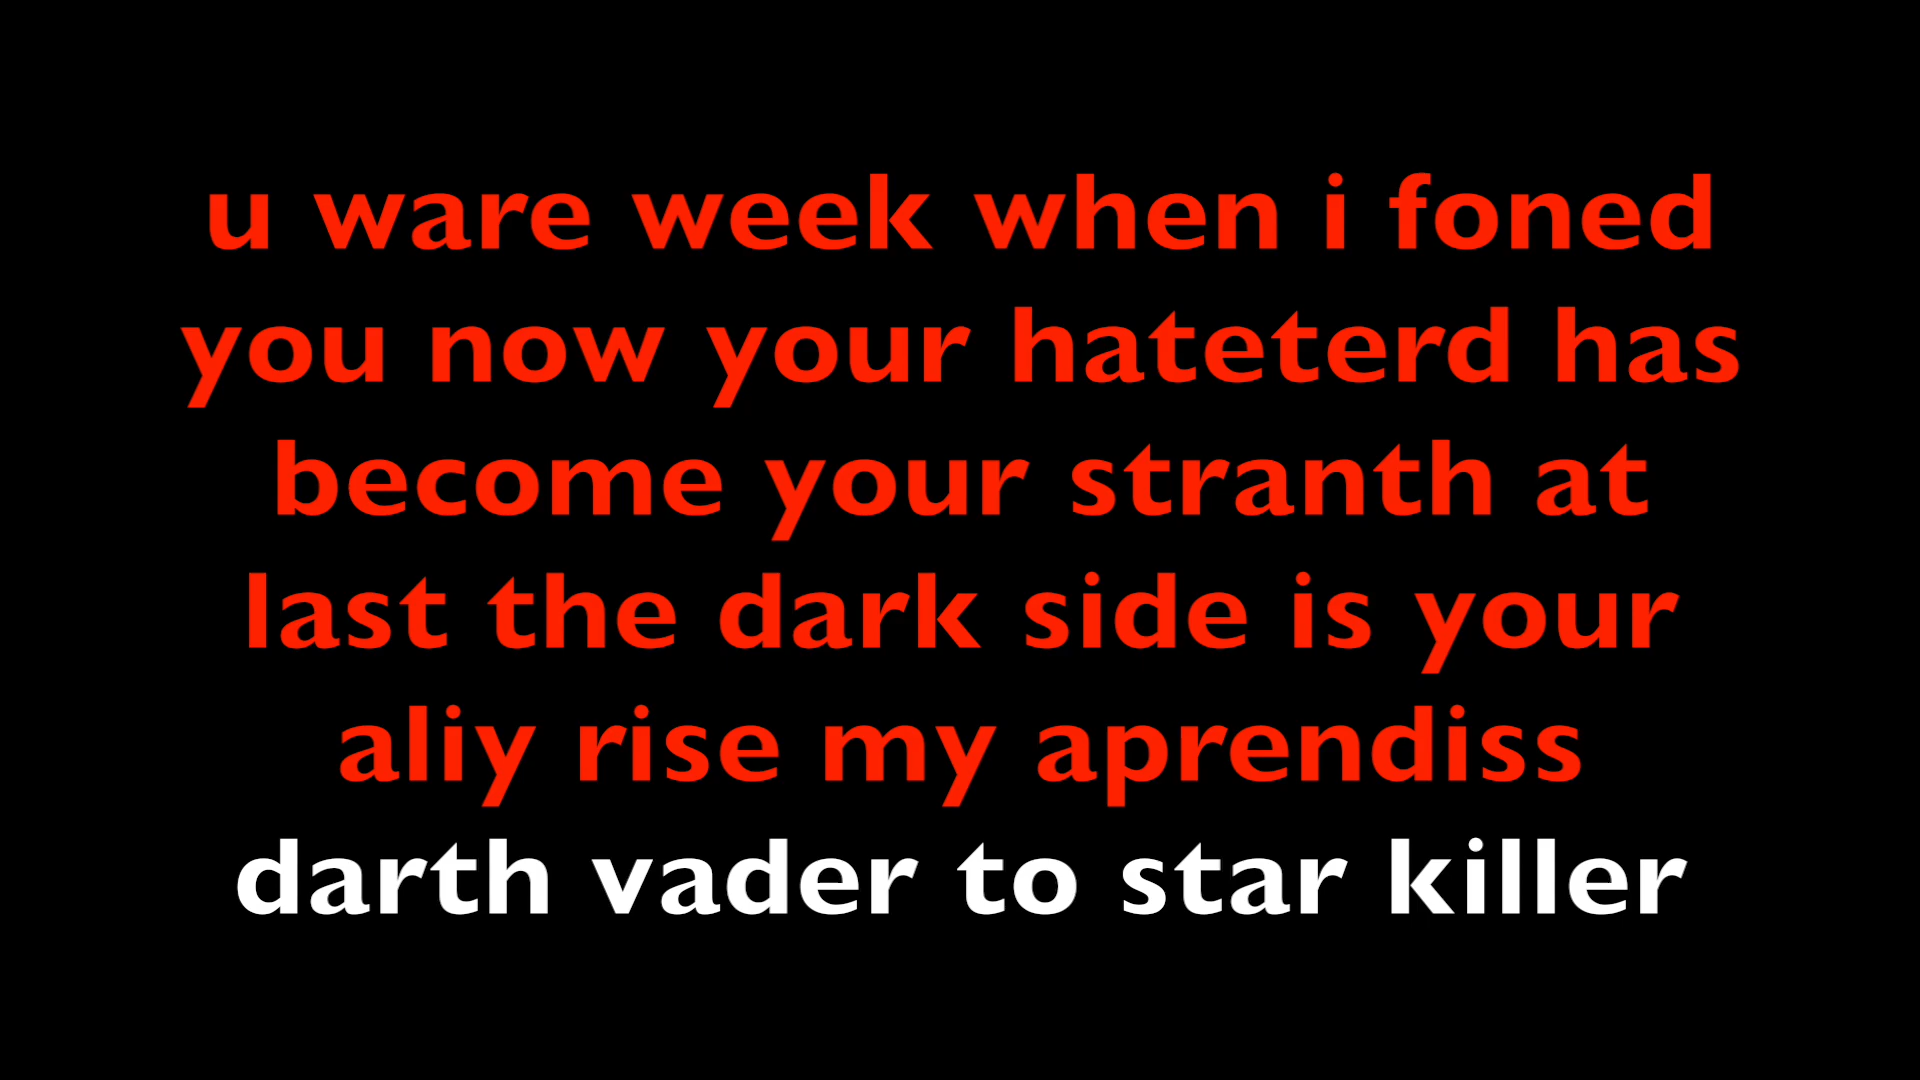 u ware week when i foned
you now your hateterd has
become your stranth at
last the dark side is your
aliy rise my aprendiss
darth vader to star killer